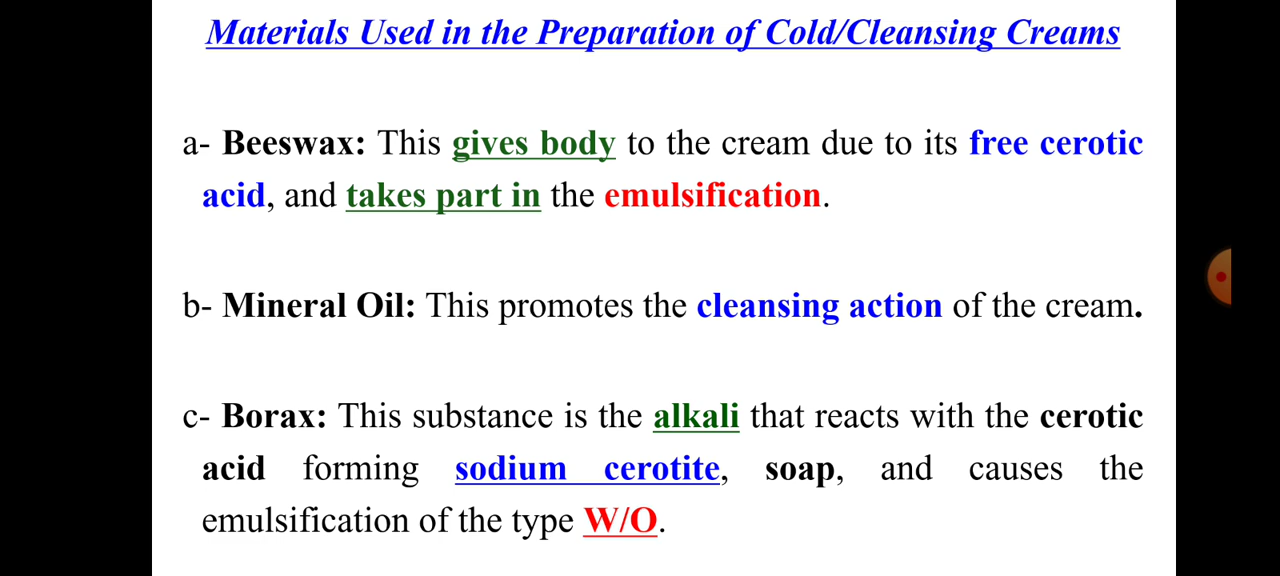 Materials Used in the Preparation of Cold/Cleansing Creams
a- Beeswax: This gives body to the cream due to its free cerotic
acid, and takes part in the emulsification.
b- Mineral Oil: This promotes the cleansing action of the cream.
c- Borax: This substance is the alkali that reacts with the cerotic
acid forming sodium cerotite, soap, and causes the
emulsification of the type W/O.